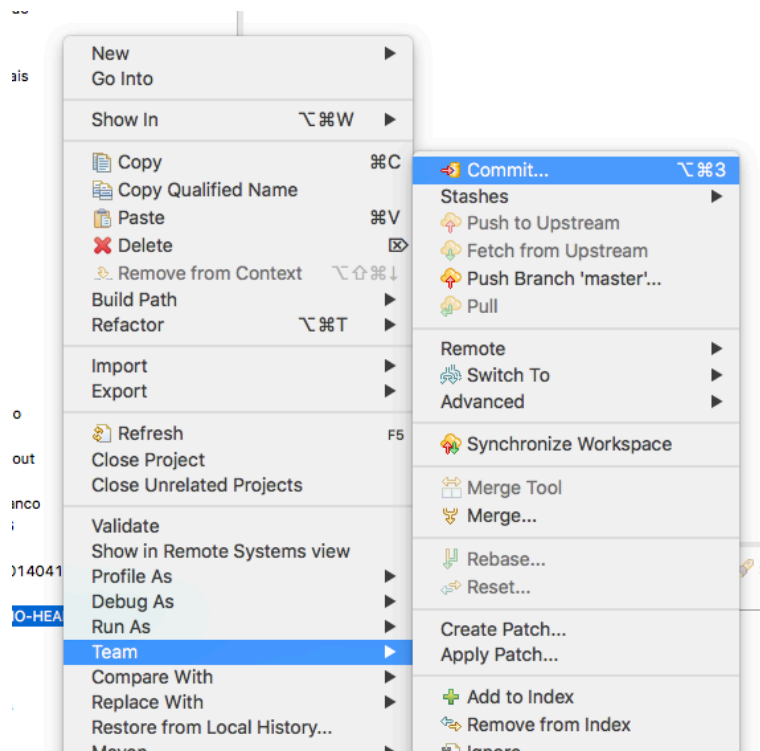 ais
o
out
anco
014041
IO-HEA
New
Go Into
Show In ⌥⌘W
Copy ⌘C
Copy Qualified Name
Paste ⌘V
Delete ⌦
Remove from Context ⌥⇧⌘↓
Build Path
Refactor ⌥⌘T
Import
Export
Refresh F5
Close Project
Close Unrelated Projects
Validate
Show in Remote Systems view
Profile As
Debug As
Run As
Team
Compare With
Replace With
Restore from Local History...
Maven
Commit... ⌥⌘3
Stashes
Push to Upstream
Fetch from Upstream
Push Branch 'master'...
Pull
Remote
Switch To
Advanced
Synchronize Workspace
Merge Tool
Merge...
Rebase...
Reset...
Create Patch...
Apply Patch...
Add to Index
Remove from Index
Ignore